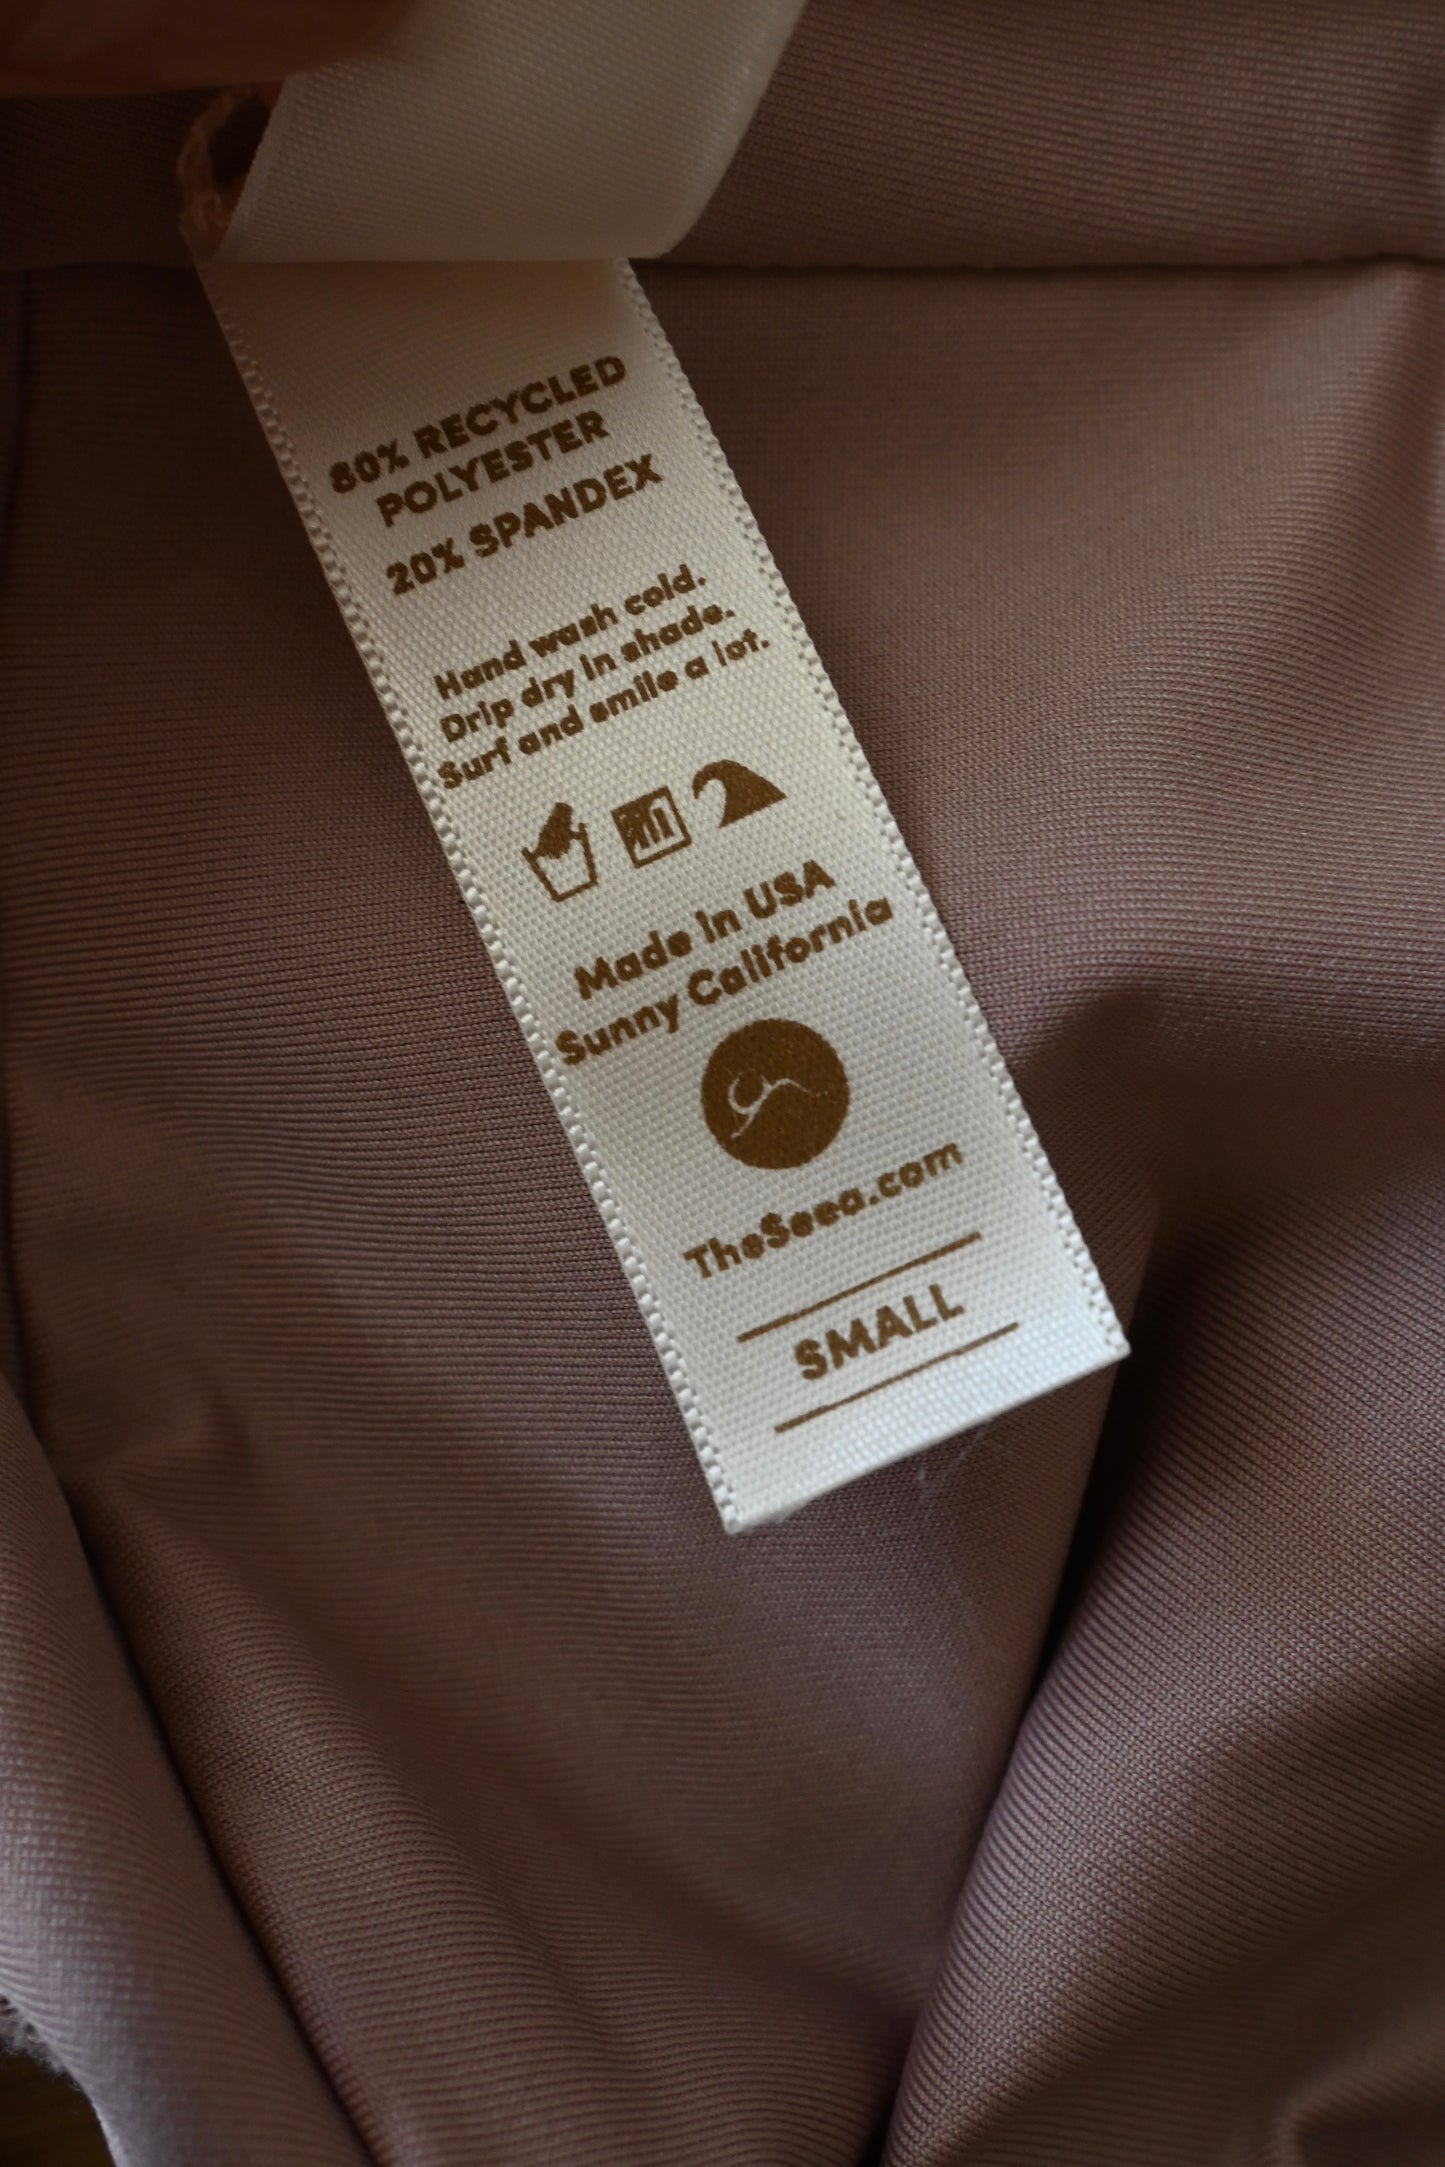 80% RECYCLED
POLYESTER
20% SPANDEX
Hand wash cold.
Drip dry in shade.
Surf and smile a lot.
Made in USA
Sunny California
TheSeea.com
SMALL